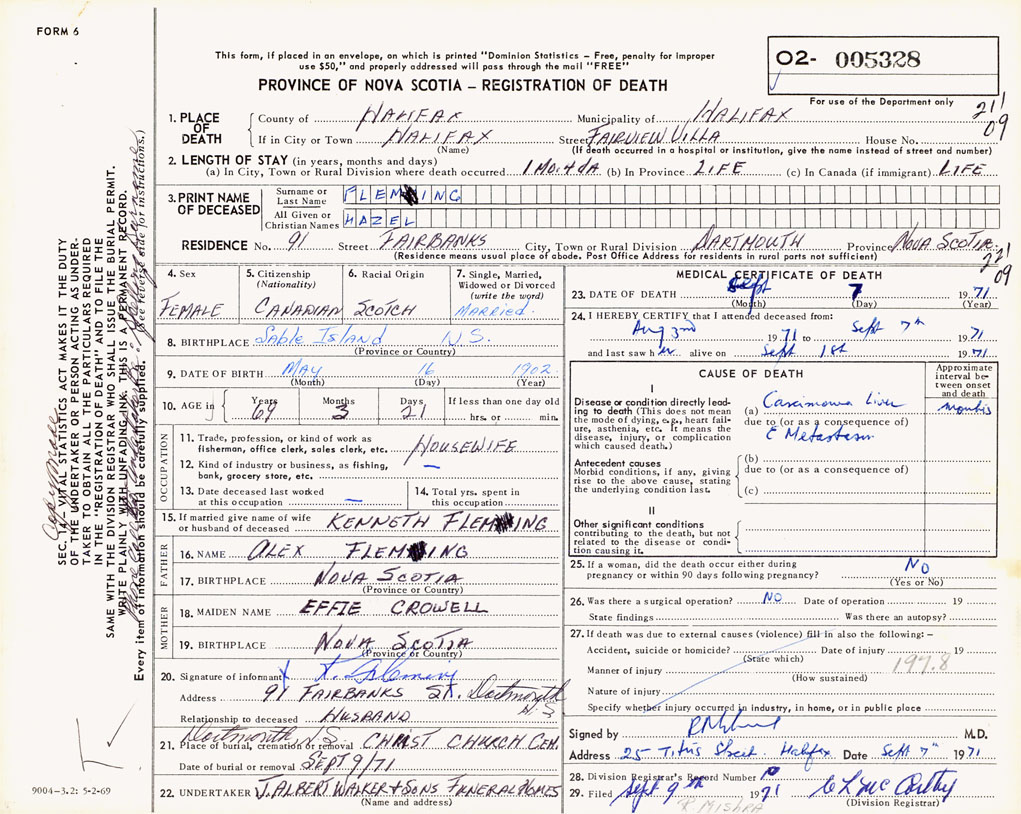 FORM 6
This form, if placed in an envelope, on which is printed "Dominion Statistics – Free, penalty for improper
use $50," and properly addressed will pass through the mail "FREE"
PROVINCE OF NOVA SCOTIA – REGISTRATION OF DEATH
02- 005328
For use of the Department only
211
09
1. PLACE OF DEATH
County of HALIFAX Municipality of HALIFAX
If in City or Town HALIFAX Street FAIRVIEW VILLA House No.
(Name) (If death occurred in a hospital or institution, give the name instead of street and number)
2. LENGTH OF STAY (in years, months and days)
(a) In City, Town or Rural Division where death occurred 1 Mo. 4 dA (b) In Province LIFE (c) In Canada (if immigrant) LIFE
3. PRINT NAME OF DECEASED
Surname or Last Name FLEMING
All Given or Christian Names HAZEL
RESIDENCE No. 91 Street FAIRBANKS City, Town or Rural Division DARTMOUTH Province NOVA SCOTIA
(Residence means usual place of abode. Post Office Address for residents in rural parts not sufficient)
221
09
4. Sex
FEMALE
5. Citizenship
(Nationality)
CANADIAN
6. Racial Origin
SCOTCH
7. Single, Married,
Widowed or Divorced
(write the word)
MARRIED
8. BIRTHPLACE Sable Island N.S.
(Province or Country)
9. DATE OF BIRTH MAY 16 1902
(Month) (Day) (Year)
10. AGE in Years 69 Months 3 Days 21 If less than one day old
hrs. or min.
OCCUPATION
11. Trade, profession, or kind of work as
fisherman, office clerk, sales clerk, etc. HOUSEWIFE
12. Kind of industry or business, as fishing,
bank, grocery store, etc. —
13. Date deceased last worked
at this occupation —
14. Total yrs. spent in
this occupation
15. If married give name of wife
or husband of deceased KENNETH FLEMING
FATHER
16. NAME ALEX FLEMING
17. BIRTHPLACE NOVA SCOTIA
(Province or Country)
MOTHER
18. MAIDEN NAME EFFIE CROWELL
19. BIRTHPLACE NOVA SCOTIA
(Province or Country)
20. Signature of informant X K. Fleming
Address 91 FAIRBANKS ST. Dartmouth N.S
Relationship to deceased HUSBAND
Dartmouth N.S.
21. Place of burial, cremation or removal CHRIST CHURCH CEM.
Date of burial or removal SEPT 9/71
22. UNDERTAKER J. ALBERT WALKER & SONS FUNERAL HOMES
(Name and address)
MEDICAL CERTIFICATE OF DEATH
23. DATE OF DEATH Sept 7 1971
(Month) (Day) (Year)
24. I HEREBY CERTIFY that I attended deceased from:
Aug 3rd 1971 to Sept 7th 1971
and last saw her alive on Sept 1st 1971
CAUSE OF DEATH
Approximate
interval be-
tween onset
and death
I
Disease or condition directly lead-
ing to death (This does not mean
the mode of dying, e.g., heart fail-
ure, asthenia, etc. It means the
disease, injury, or complication
which caused death.)
(a) Carcinoma Liver
months
due to (or as a consequence of)
c Metastasis
Antecedent causes
Morbid conditions, if any, giving
rise to the above cause, stating
the underlying condition last.
(b)
due to (or as a consequence of)
(c)
II
Other significant conditions
contributing to the death, but not
related to the disease or condi-
tion causing it.
25. If a woman, did the death occur either during
pregnancy or within 90 days following pregnancy? NO
(Yes or No)
26. Was there a surgical operation? NO Date of operation 19
State findings Was there an autopsy?
27. If death was due to external causes (violence) fill in also the following: –
Accident, suicide or homicide? Date of injury 19
(State which)
197.8
Manner of injury
(How sustained)
Nature of injury
Specify whether injury occurred in industry, in home, or in public place
Signed by M.D.
Address 25 Titus Street. Halifax Date Sept 7th 1971
28. Division Registrar's Record Number
29. Filed Sept 9th 1971
(Division Registrar)
R. MISHRA
SEC. 14 – VITAL STATISTICS ACT MAKES IT THE DUTY
OF THE UNDERTAKER OR PERSON ACTING AS UNDER-
TAKER TO OBTAIN ALL THE PARTICULARS REQUIRED
IN THE "REGISTRATION OF DEATH" AND TO FILE THE
SAME WITH THE DIVISION REGISTRAR WHO SHALL ISSUE THE BURIAL PERMIT.
WRITE PLAINLY WITH UNFADING INK. THIS IS A PERMANENT RECORD.
Every item of information should be carefully supplied. (See reverse side for instructions.)
9004–3.2: 5-2-69